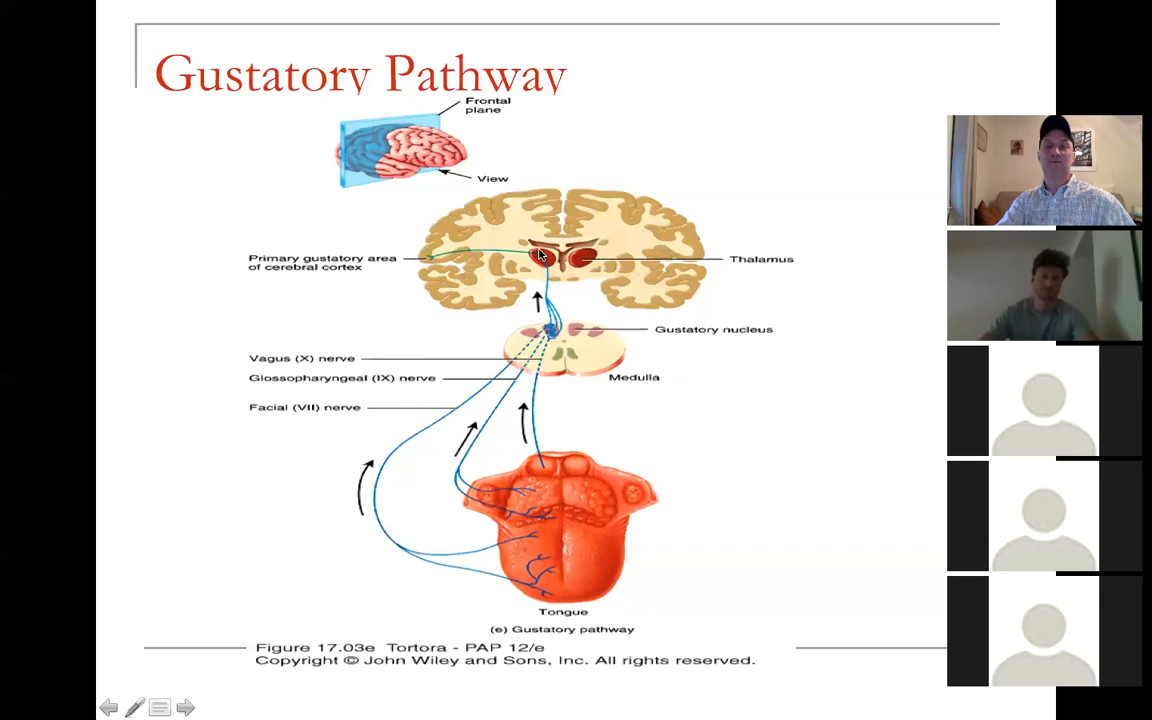 Gustatory Pathway
Frontal
plane
View
Primary gustatory area
of cerebral cortex
Thalamus
Gustatory nucleus
Vagus (X) nerve
Glossopharyngeal (IX) nerve
Medulla
Facial (VII) nerve
Tongue
(e) Gustatory pathway
Figure 17.03e Tortora - PAP 12/e
Copyright © John Wiley and Sons, Inc. All rights reserved.